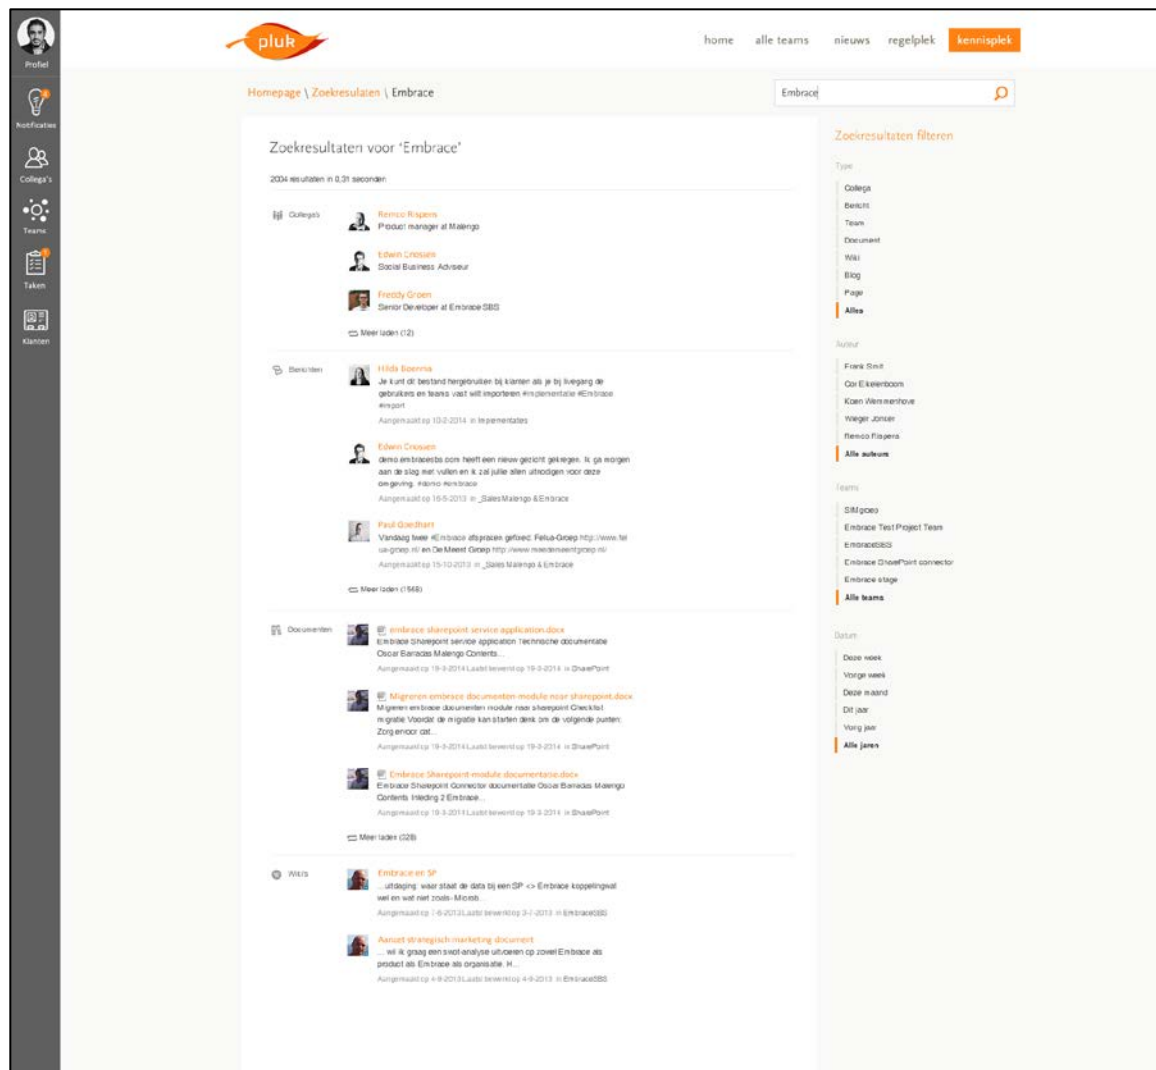 pluk
home alle teams nieuws regelplek kennisplek
Profiel
Notificaties
Collega's
Teams
Taken
Klanten
Homepage \ Zoekresulaten \ Embrace
Embrace
Zoekresultaten voor 'Embrace'
2004 resultaten in 0,31 seconden
Collega's
Remco Rispens
Product manager at Malengo
Edwin Cnossen
Social Business Adviseur
Freddy Groen
Senior Developer at Embrace SBS
Meer laden (12)
Berichten
Hilda Boerma
Je kunt dit bestand hergebruiken bij klanten als je bij livegang de
gebruikers en teams vast wilt importeren #implementatie #Embrace
#import
Aangemaakt op 10-2-2014 in Implementaties
Edwin Cnossen
demo.embracesbs.com heeft een nieuw gezicht gekregen. Ik ga morgen
aan de slag met vullen en ik zal jullie allen uitnodigen voor deze
omgeving. #demo #embrace
Aangemaakt op 16-5-2013 in _Sales Malengo & Embrace
Paul Goedhart
Vandaag twee #Embrace afspraken gefixed. Felua-Groep http://www.fel
ua-groep.nl/ en De Meent Groep http://www.meedemeentgroep.nl/
Aangemaakt op 15-10-2013 in _Sales Malengo & Embrace
Meer laden (1568)
Documenten
embrace sharepoint service application.docx
Embrace Sharepoint service application Technische documentatie
Oscar Barradas Malengo Contents...
Aangemaakt op 19-3-2014 Laatst bewerkt op 19-3-2014 in SharePoint
Migreren embrace documenten module naar sharepoint.docx
Migreren embrace documenten module naar sharepoint Checklist
migratie Voordat de migratie kan starten denk om de volgende punten:
Zorg ervoor dat...
Aangemaakt op 19-3-2014 Laatst bewerkt op 19-3-2014 in SharePoint
Embrace Sharepoint-module documentatie.docx
Embrace Sharepoint Connector documentatie Oscar Barradas Malengo
Contents Inleding 2 Embrace...
Aangemaakt op 19-3-2014 Laatst bewerkt op 19-3-2014 in SharePoint
Meer laden (328)
Wiki's
Embrace en SP
...uitdaging: waar staat de data bij een SP <> Embrace koppelingwat
wel en wat niet zoals- Microb...
Aangemaakt op 7-6-2013 Laatst bewerkt op 3-7-2013 in EmbraceSBS
Aanzet strategisch marketing document
... wil ik graag een swot-analyse uitvoeren op zowel Embrace als
product als Embrace als organisatie. H...
Aangemaakt op 4-9-2013 Laatst bewerkt op 4-9-2013 in EmbraceSBS
Zoekresultaten filteren
Type
Collega
Bericht
Team
Document
Wiki
Blog
Page
Alles
Auteur
Frank Smit
Cor Eikelenboom
Koen Wemmenhove
Wieger Jonker
Remco Rispens
Alle auteurs
Teams
SIMgroep
Embrace Test Project Team
EmbraceSBS
Embrace SharePoint connector
Embrace stage
Alle teams
Datum
Deze week
Vorige week
Deze maand
Dit jaar
Vorig jaar
Alle jaren